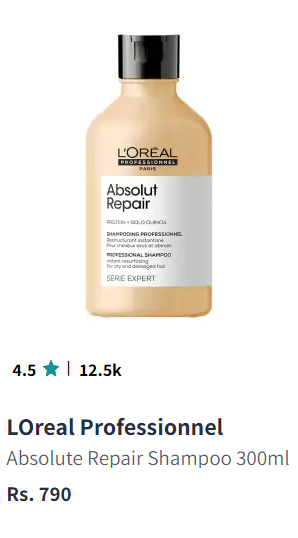 L'ORÉAL
PROFESSIONNEL
PARIS
Absolut
Repair
PROTEIN + GOLD QUINOA
SHAMPOOING PROFESSIONNEL
Restructurant instantané
Pour cheveux secs et abîmés
PROFESSIONAL SHAMPOO
Instant resurfacing
For dry and damaged hair
SERIE EXPERT
4.5 ★ | 12.5k
LOreal Professionnel
Absolute Repair Shampoo 300ml
Rs. 790